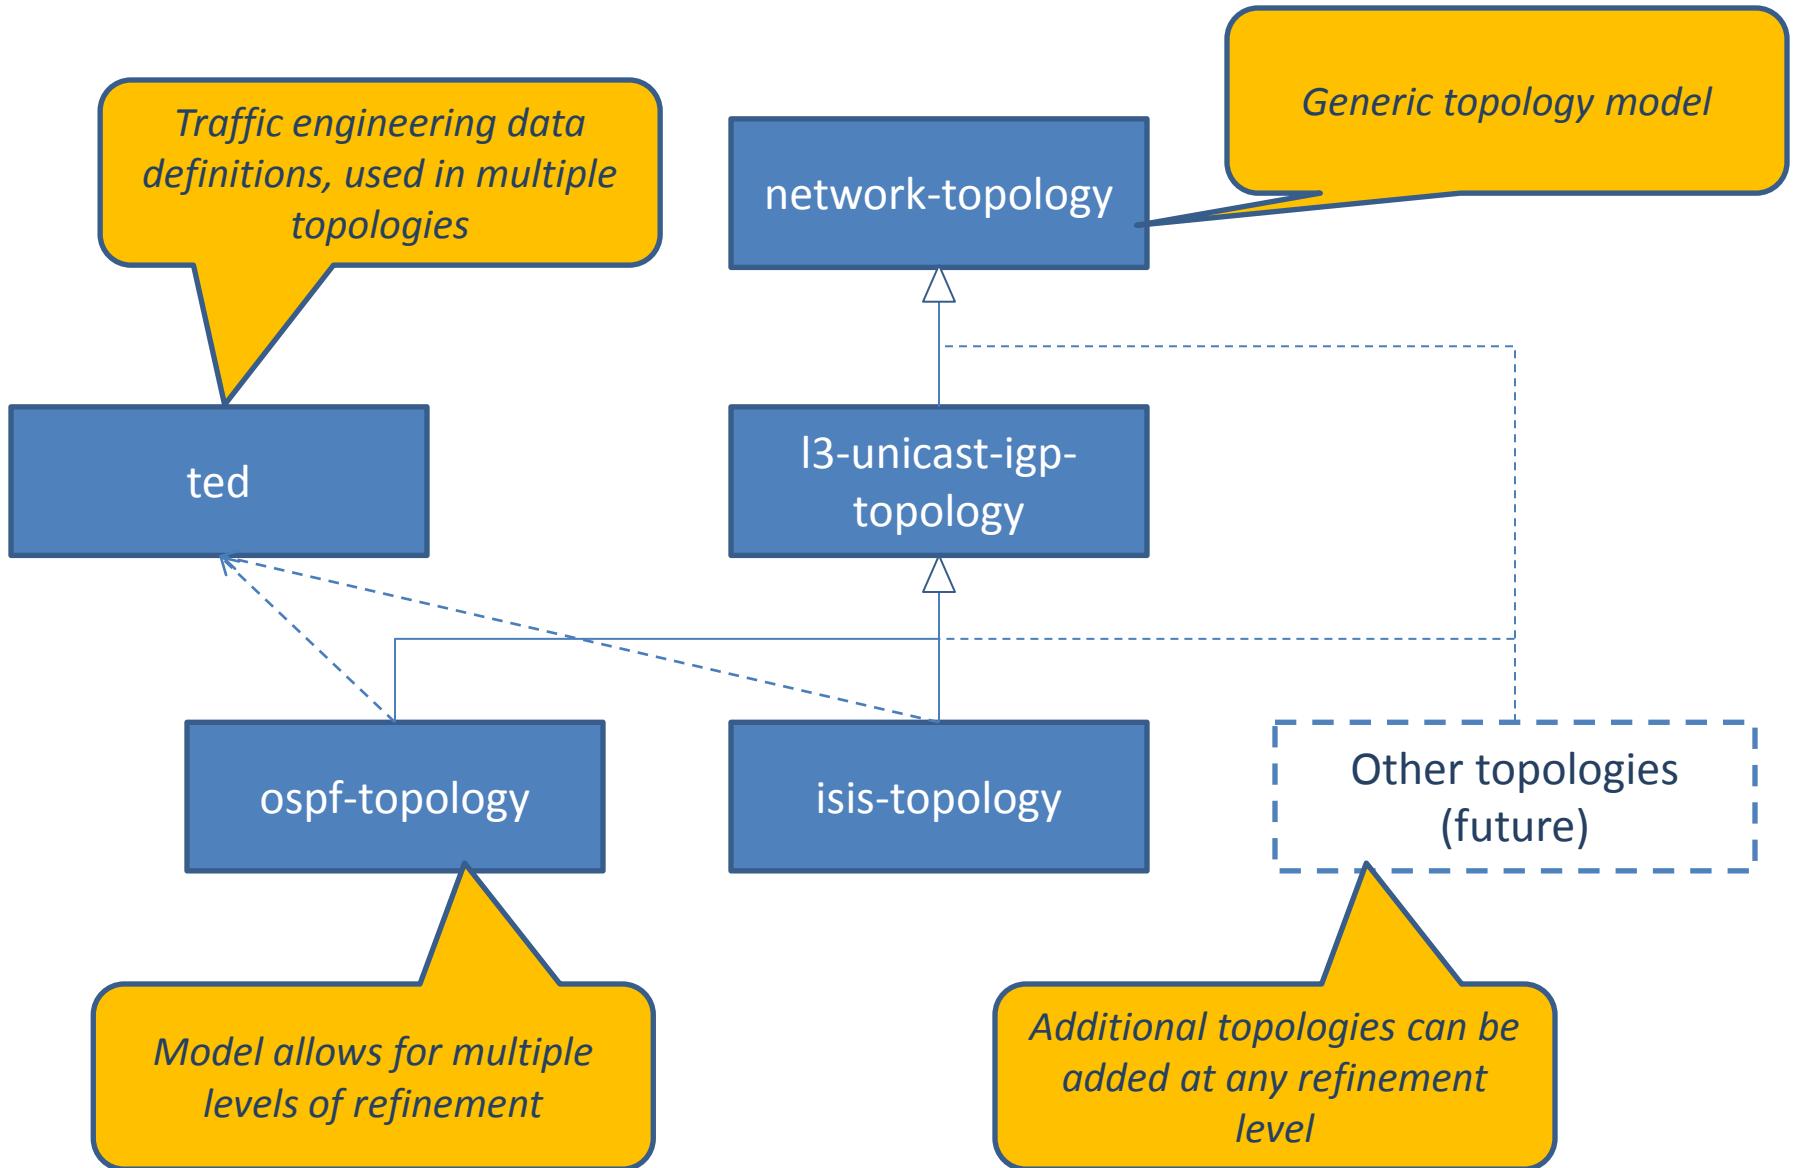 Generic topology model
Traffic engineering data
definitions, used in multiple
topologies
network-topology
ted
l3-unicast-igp-
topology
ospf-topology
isis-topology
Other topologies
(future)
Model allows for multiple
levels of refinement
Additional topologies can be
added at any refinement
level